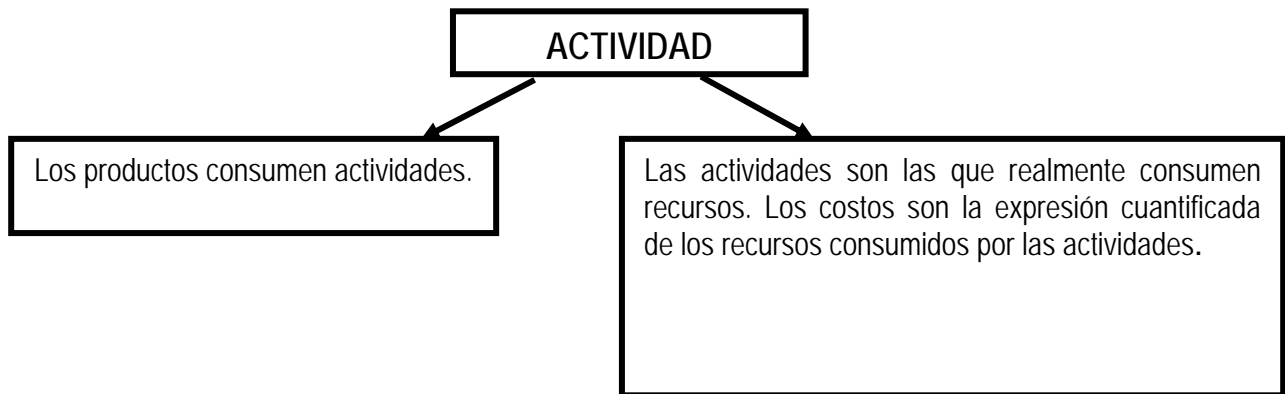 ACTIVIDAD
Los productos consumen actividades.
Las actividades son las que realmente consumen
recursos. Los costos son la expresión cuantificada
de los recursos consumidos por las actividades.